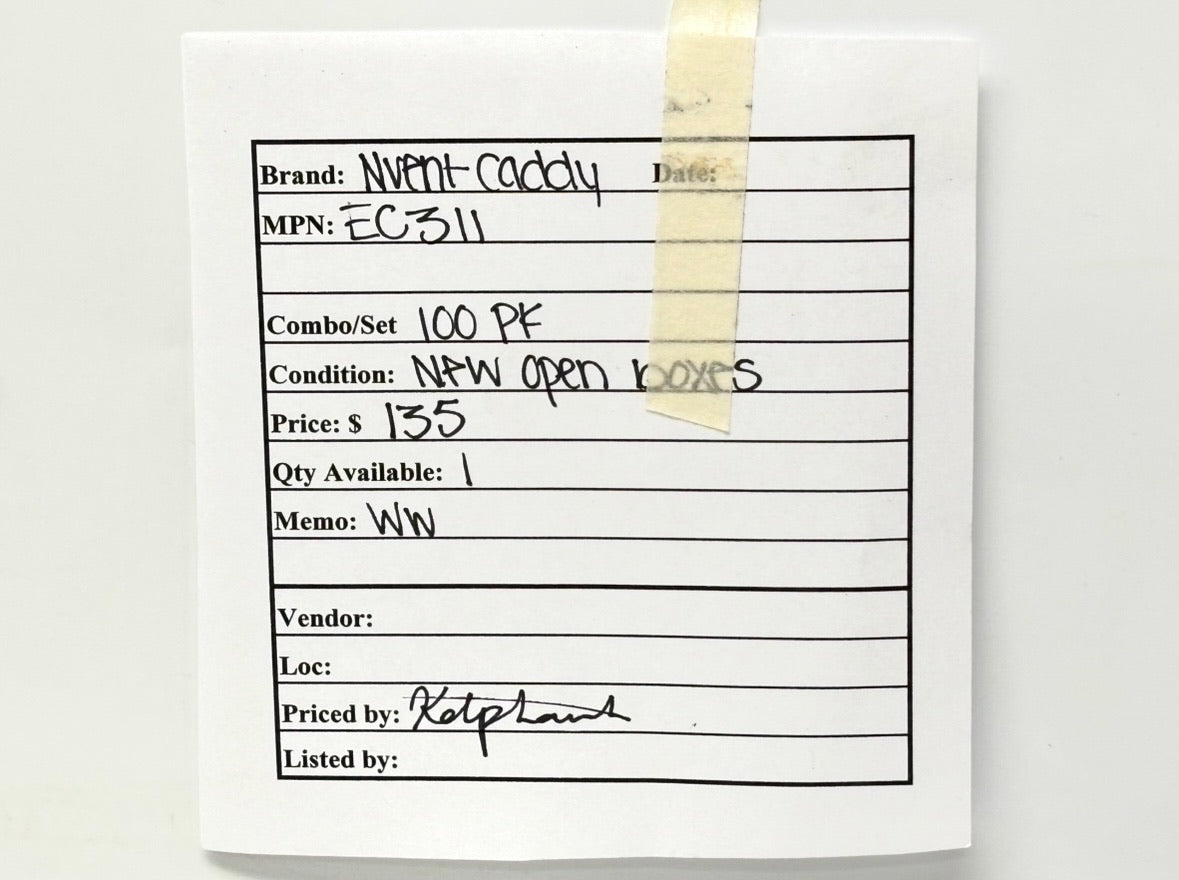 Brand: Nvent Caddy Date:
MPN: EC311
Combo/Set 100 PK
Condition: NEW open boxes
Price: $ 135
Qty Available: 1
Memo: WW
Vendor:
Loc:
Priced by:
Listed by: